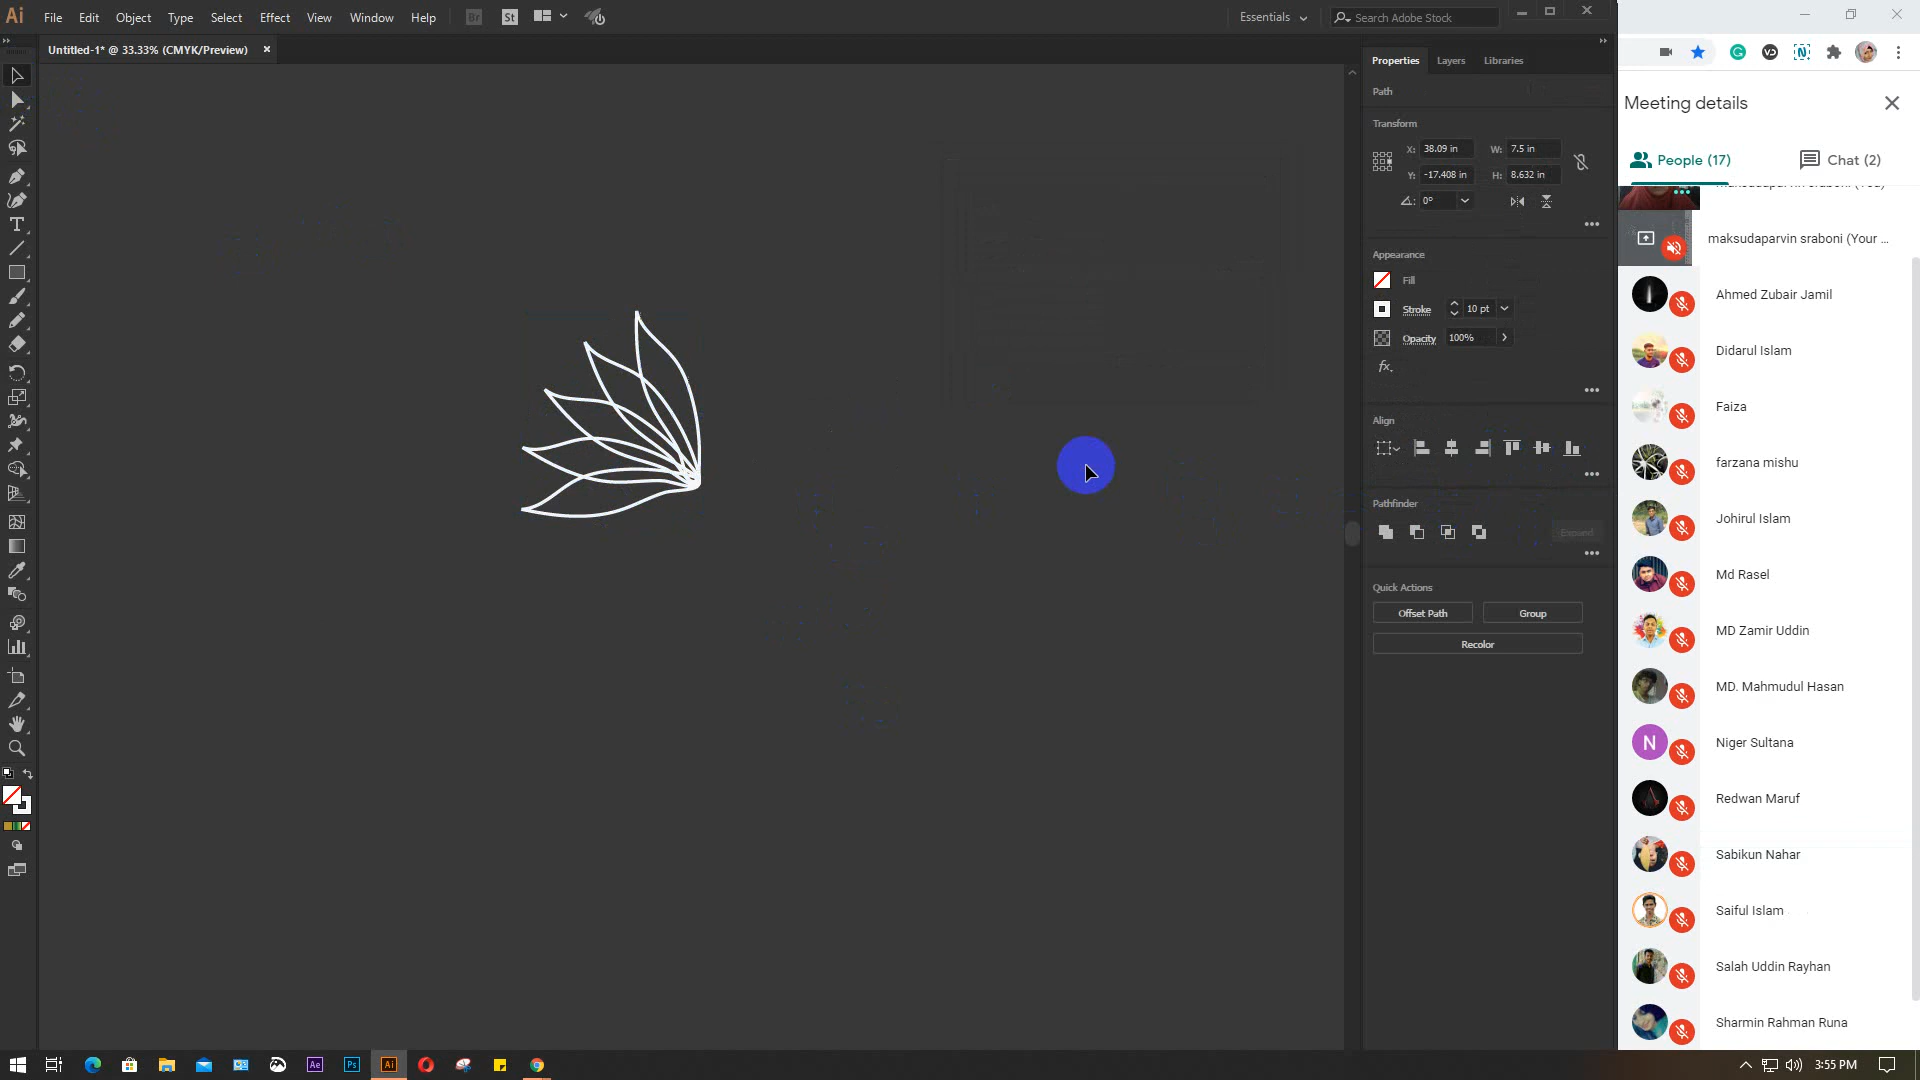 Ai File Edit Object Type Select Effect View Window Help Br St Essentials Search Adobe Stock
Untitled-1* @ 33.33% (CMYK/Preview) ×
Properties Layers Libraries
Path
Transform
X: 38.09 in W: 7.5 in
Y: -17.408 in H: 8.632 in
0°
Appearance
Fill
Stroke 10 pt
Opacity 100%
fx.
Align
Pathfinder
Expand
Quick Actions
Offset Path Group
Recolor
Meeting details
People (17) Chat (2)
maksudaparvin sraboni (You)
maksudaparvin sraboni (Your ...
Ahmed Zubair Jamil
Didarul Islam
Faiza
farzana mishu
Johirul Islam
Md Rasel
MD Zamir Uddin
MD. Mahmudul Hasan
N Niger Sultana
Redwan Maruf
Sabikun Nahar
Saiful Islam
Salah Uddin Rayhan
Sharmin Rahman Runa
Ae Ps Ai 3:55 PM